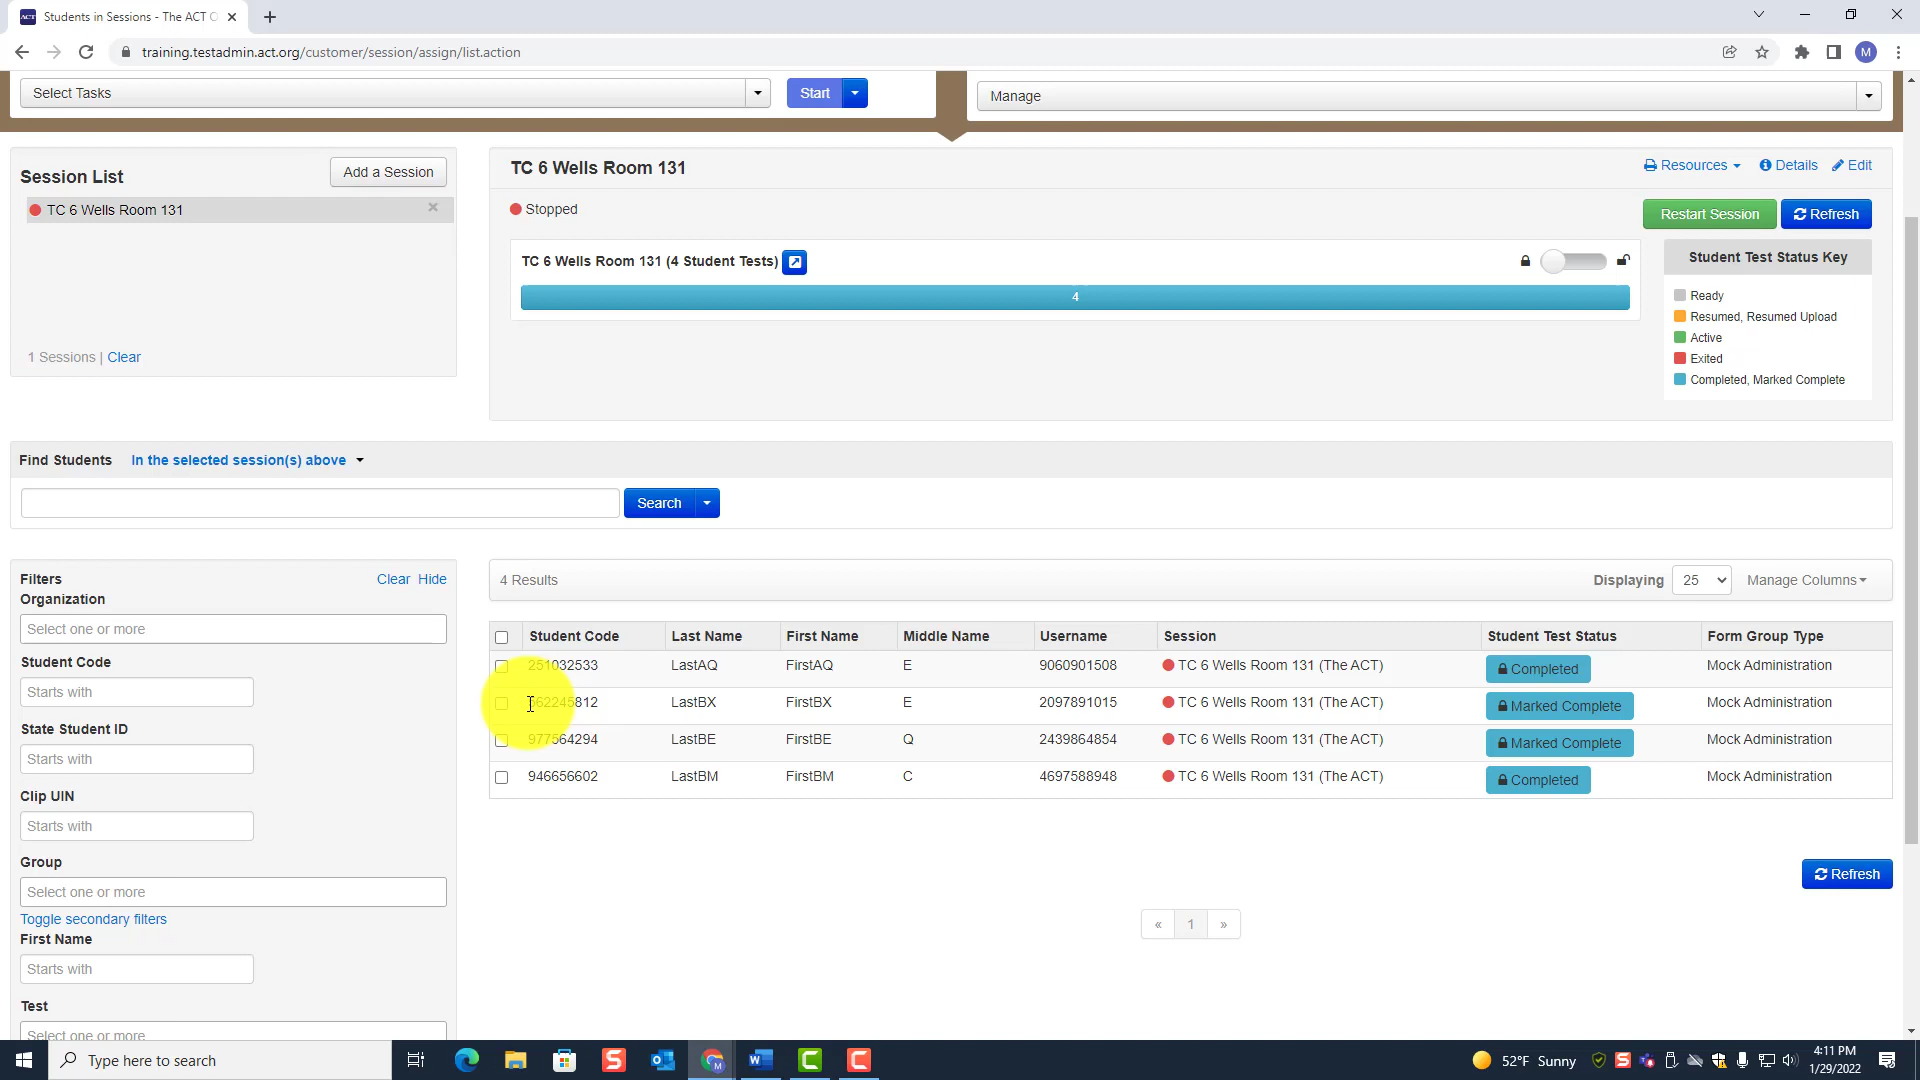 Students in Sessions - The ACT O
training.testadmin.act.org/customer/session/assign/list.action
M
Select Tasks
Start
Manage
Session List
Add a Session
TC 6 Wells Room 131
1 Sessions | Clear
TC 6 Wells Room 131
Resources
Details
Edit
Stopped
Restart Session
Refresh
TC 6 Wells Room 131 (4 Student Tests)
4
Student Test Status Key
Ready
Resumed, Resumed Upload
Active
Exited
Completed, Marked Complete
Find Students In the selected session(s) above
Search
Filters
Clear Hide
Organization
Select one or more
Student Code
Starts with
State Student ID
Starts with
Clip UIN
Starts with
Group
Select one or more
Toggle secondary filters
First Name
Starts with
Test
Select one or more
4 Results
Displaying 25 Manage Columns
Student Code Last Name First Name Middle Name Username Session Student Test Status Form Group Type
251032533 LastAQ FirstAQ E 9060901508 TC 6 Wells Room 131 (The ACT) Completed Mock Administration
62245812 LastBX FirstBX E 2097891015 TC 6 Wells Room 131 (The ACT) Marked Complete Mock Administration
977564294 LastBE FirstBE Q 2439864854 TC 6 Wells Room 131 (The ACT) Marked Complete Mock Administration
946656602 LastBM FirstBM C 4697588948 TC 6 Wells Room 131 (The ACT) Completed Mock Administration
Refresh
« 1 »
Type here to search
52°F Sunny
4:11 PM
1/29/2022